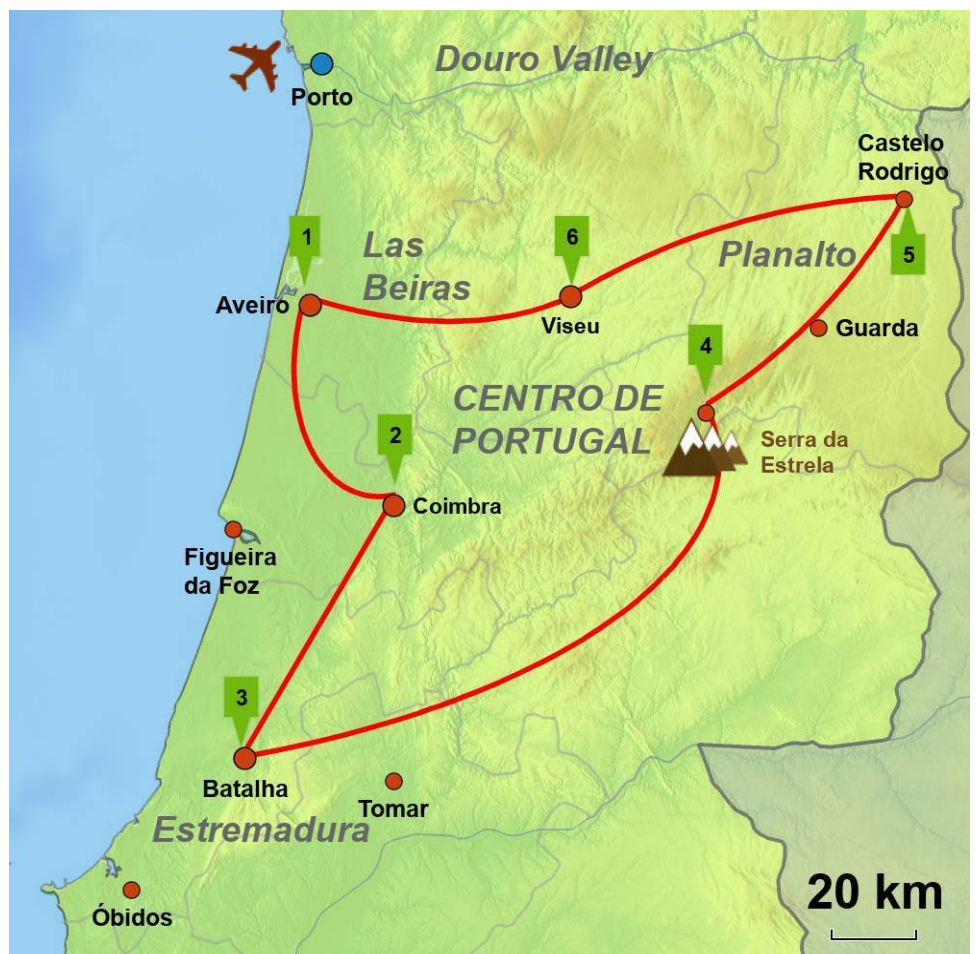 Douro Valley
Porto
Castelo
Rodrigo
1
Las
Beiras
6
Planalto
5
Aveiro
Viseu
Guarda
4
CENTRO DE
PORTUGAL
2
Serra da
Estrela
Coimbra
Figueira
da Foz
3
Batalha
Tomar
Estremadura
Óbidos
20 km